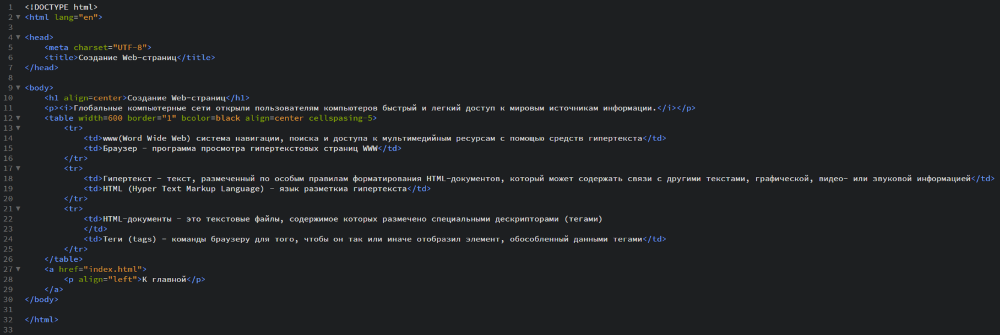 1 <!DOCTYPE html>
2 <html lang="en">
3
4 <head>
5 <meta charset="UTF-8">
6 <title>Создание Web-страниц</title>
7 </head>
8
9 <body>
10 <h1 align=center>Создание Web-страниц</h1>
11 <p><i>Глобальные компьютерные сети открыли пользователям компьютеров быстрый и легкий доступ к мировым источникам информации.</i></p>
12 <table width=600 border="1" bcolor=black align=center cellspasing-5>
13 <tr>
14 <td>www(Word Wide Web) система навигации, поиска и доступа к мультимедийным ресурсам с помощью средств гипертекста</td>
15 <td>Браузер - программа просмотра гипертекстовых страниц WWW</td>
16 </tr>
17 <tr>
18 <td>Гипертекст - текст, размеченный по особым правилам форматирования HTML-документов, который может содержать связи с другими текстами, графической, видео- или звуковой информацией</td>
19 <td>HTML (Hyper Text Markup Language) - язык разметкиа гипертекста</td>
20 </tr>
21 <tr>
22 <td>HTML-документы - это текстовые файлы, содержимое которых размечено специальными дескрипторами (тегами)
23 </td>
24 <td>Теги (tags) - команды браузеру для того, чтобы он так или иначе отобразил элемент, обособленный данными тегами</td>
25 </tr>
26 </table>
27 <a href="index.html">
28 <p align="left">К главной</p>
29 </a>
30 </body>
31
32 </html>
33